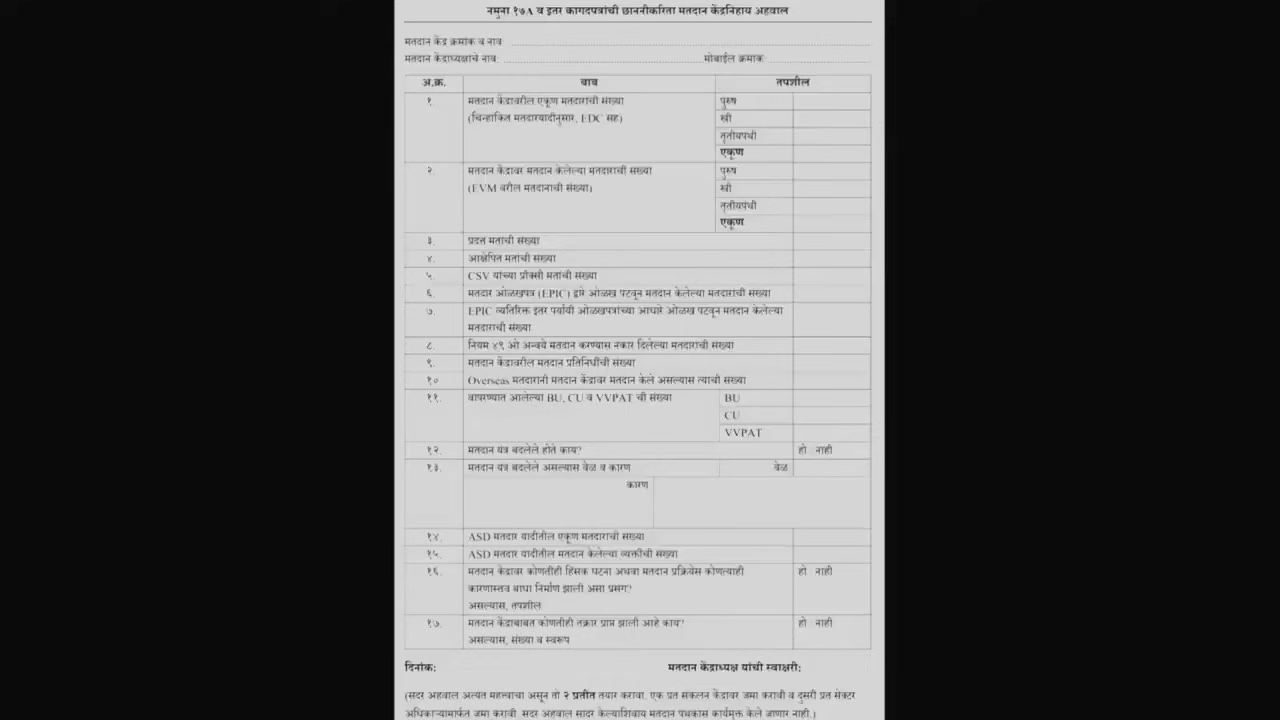 नमुना १७A व इतर कागदपत्रांची छाननीकरिता मतदान केंद्रनिहाय अहवाल
मतदान केंद्र क्रमांक व नाव:
मतदान केंद्राध्यक्षाचे नाव: मोबाईल क्रमांक:
अ.क्र. बाब तपशील
१. मतदान केंद्रावरील एकूण मतदारांची संख्या पुरुष
(चिन्हांकित मतदारयादीनुसार, EDC सह) स्त्री
तृतीयपंथी
एकूण
२. मतदान केंद्रावर मतदान केलेल्या मतदारांची संख्या पुरुष
(EVM वरील मतदानाची संख्या) स्त्री
तृतीयपंथी
एकूण
३. प्रदत्त मतांची संख्या
४. आक्षेपित मतांची संख्या
५. CSV यांच्या प्रॉक्सी मतांची संख्या
६. मतदार ओळखपत्र (EPIC) द्वारे ओळख पटवून मतदान केलेल्या मतदारांची संख्या
७. EPIC व्यतिरिक्त इतर पर्यायी ओळखपत्रांच्या आधारे ओळख पटवून मतदान केलेल्या
मतदारांची संख्या
८. नियम ४९ ओ अन्वये मतदान करण्यास नकार दिलेल्या मतदारांची संख्या
९. मतदान केंद्रावरील मतदान प्रतिनिधींची संख्या
१० Overseas मतदारांनी मतदान केंद्रावर मतदान केले असल्यास त्यांची संख्या
११. वापरण्यात आलेल्या BU, CU व VVPAT ची संख्या BU
CU
VVPAT
१२. मतदान यंत्र बदलेले होते काय? हो नाही
१३. मतदान यंत्र बदलेले असल्यास वेळ व कारण वेळ
कारण
१४. ASD मतदार यादीतील एकूण मतदारांची संख्या
१५. ASD मतदार यादीतील मतदान केलेल्या व्यक्तींची संख्या
१६. मतदान केंद्रावर कोणतीही हिंसक घटना अथवा मतदान प्रक्रियेस कोणत्याही हो नाही
कारणास्तव बाधा निर्माण झाली असा प्रसंग?
असल्यास, तपशील
१७. मतदान केंद्राबाबत कोणतीही तक्रार प्राप्त झाली आहे काय? हो नाही
असल्यास, संख्या व स्वरूप
दिनांक: मतदान केंद्राध्यक्ष यांची स्वाक्षरी:
(सदर अहवाल अत्यंत महत्वाचा असून तो २ प्रतीत तयार करावा. एक प्रत संकलन केंद्रावर जमा करावी व दुसरी प्रत सेक्टर
अधिकाऱ्यामार्फत जमा करावी. सदर अहवाल सादर केल्याशिवाय मतदान पथकास कार्यमुक्त केले जाणार नाही.)